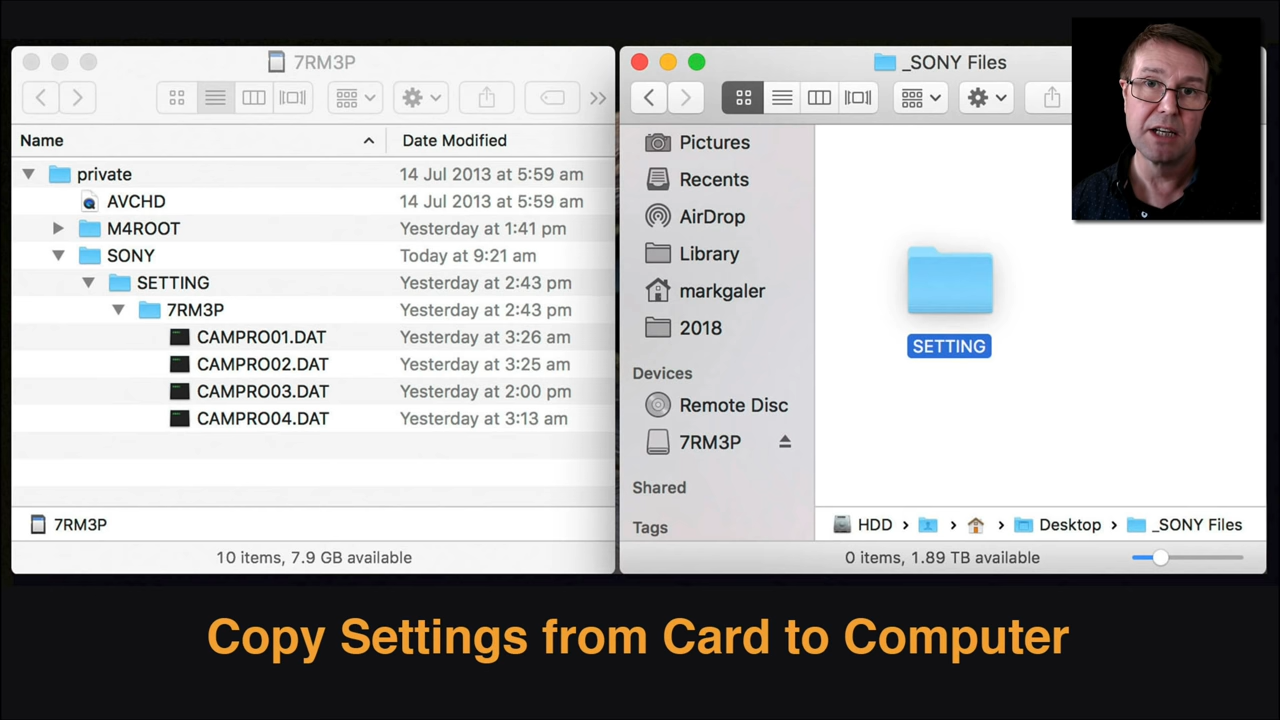 7RM3P
Name
Date Modified
private
14 Jul 2013 at 5:59 am
AVCHD
14 Jul 2013 at 5:59 am
M4ROOT
Yesterday at 1:41 pm
SONY
Today at 9:21 am
SETTING
Yesterday at 2:43 pm
7RM3P
Yesterday at 2:43 pm
CAMPRO01.DAT
Yesterday at 3:26 am
CAMPRO02.DAT
Yesterday at 3:25 am
CAMPRO03.DAT
Yesterday at 2:00 pm
CAMPRO04.DAT
Yesterday at 3:13 am
7RM3P
10 items, 7.9 GB available
_SONY Files
Pictures
Recents
AirDrop
Library
markgaler
2018
Devices
Remote Disc
7RM3P
Shared
Tags
SETTING
HDD
Desktop
_SONY Files
0 items, 1.89 TB available
Copy Settings from Card to Computer